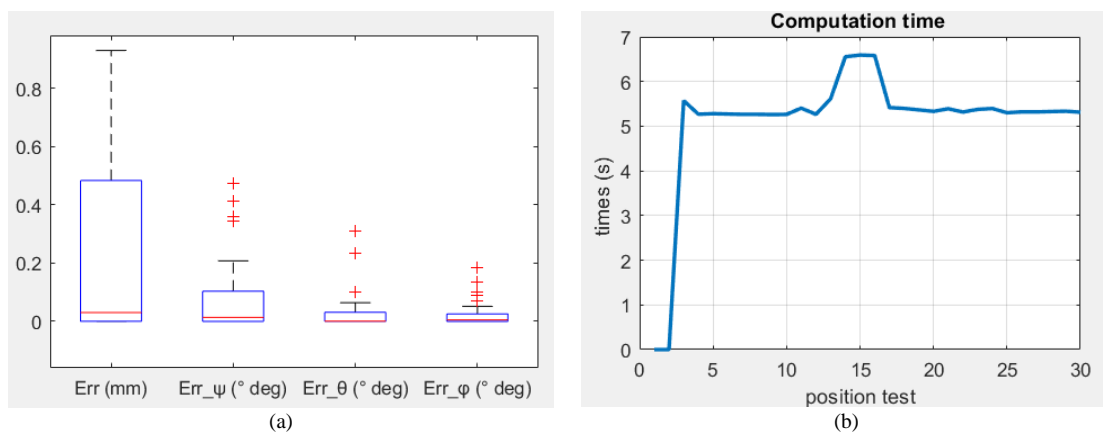 0.8
0.6
0.4
0.2
0
Err (mm)
Err_ψ (° deg)
Err_θ (° deg)
Err_φ (° deg)
(a)
Computation time
7
6
5
4
3
2
1
0
times (s)
0
5
10
15
20
25
30
position test
(b)